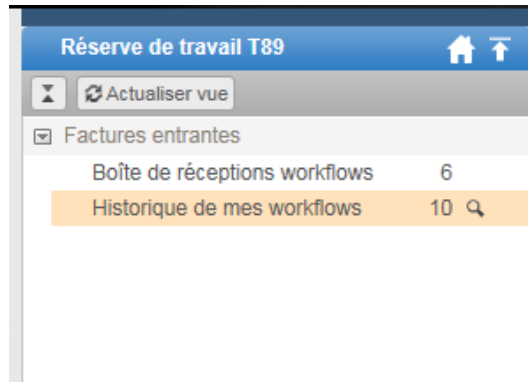 Réserve de travail T89
Actualiser vue
Factures entrantes
Boîte de réceptions workflows 6
Historique de mes workflows 10